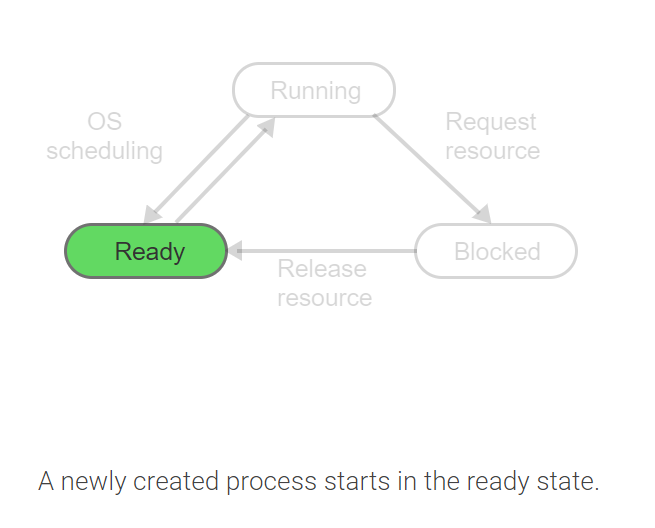 Running
OS
scheduling
Request
resource
Ready
Blocked
Release
resource
A newly created process starts in the ready state.